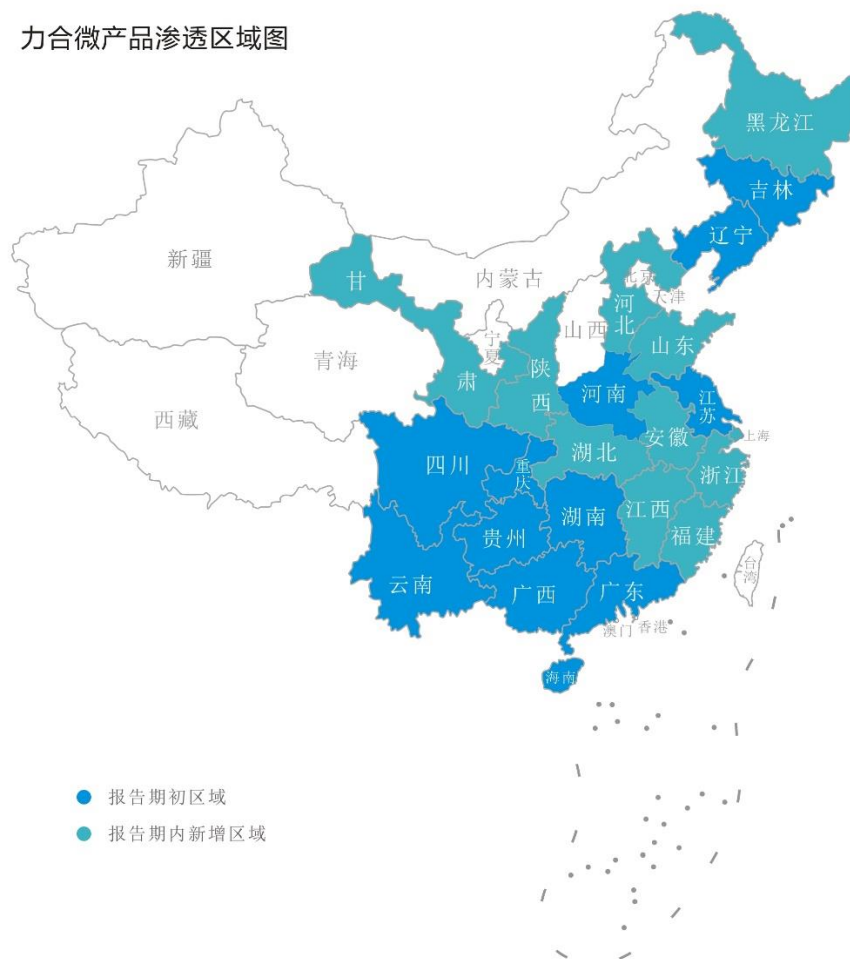 力合微产品渗透区域图
黑龙江
吉林
辽宁
新疆
甘
肃
内蒙古
北京
天津
河
北
山西
宁
夏
青海
陕
西
山东
西藏
河南
江
苏
安徽
上海
湖北
四川
重
庆
浙江
江西
湖南
贵州
福建
台
湾
云南
广西
广东
澳门
香港
海南
报告期初区域
报告期内新增区域